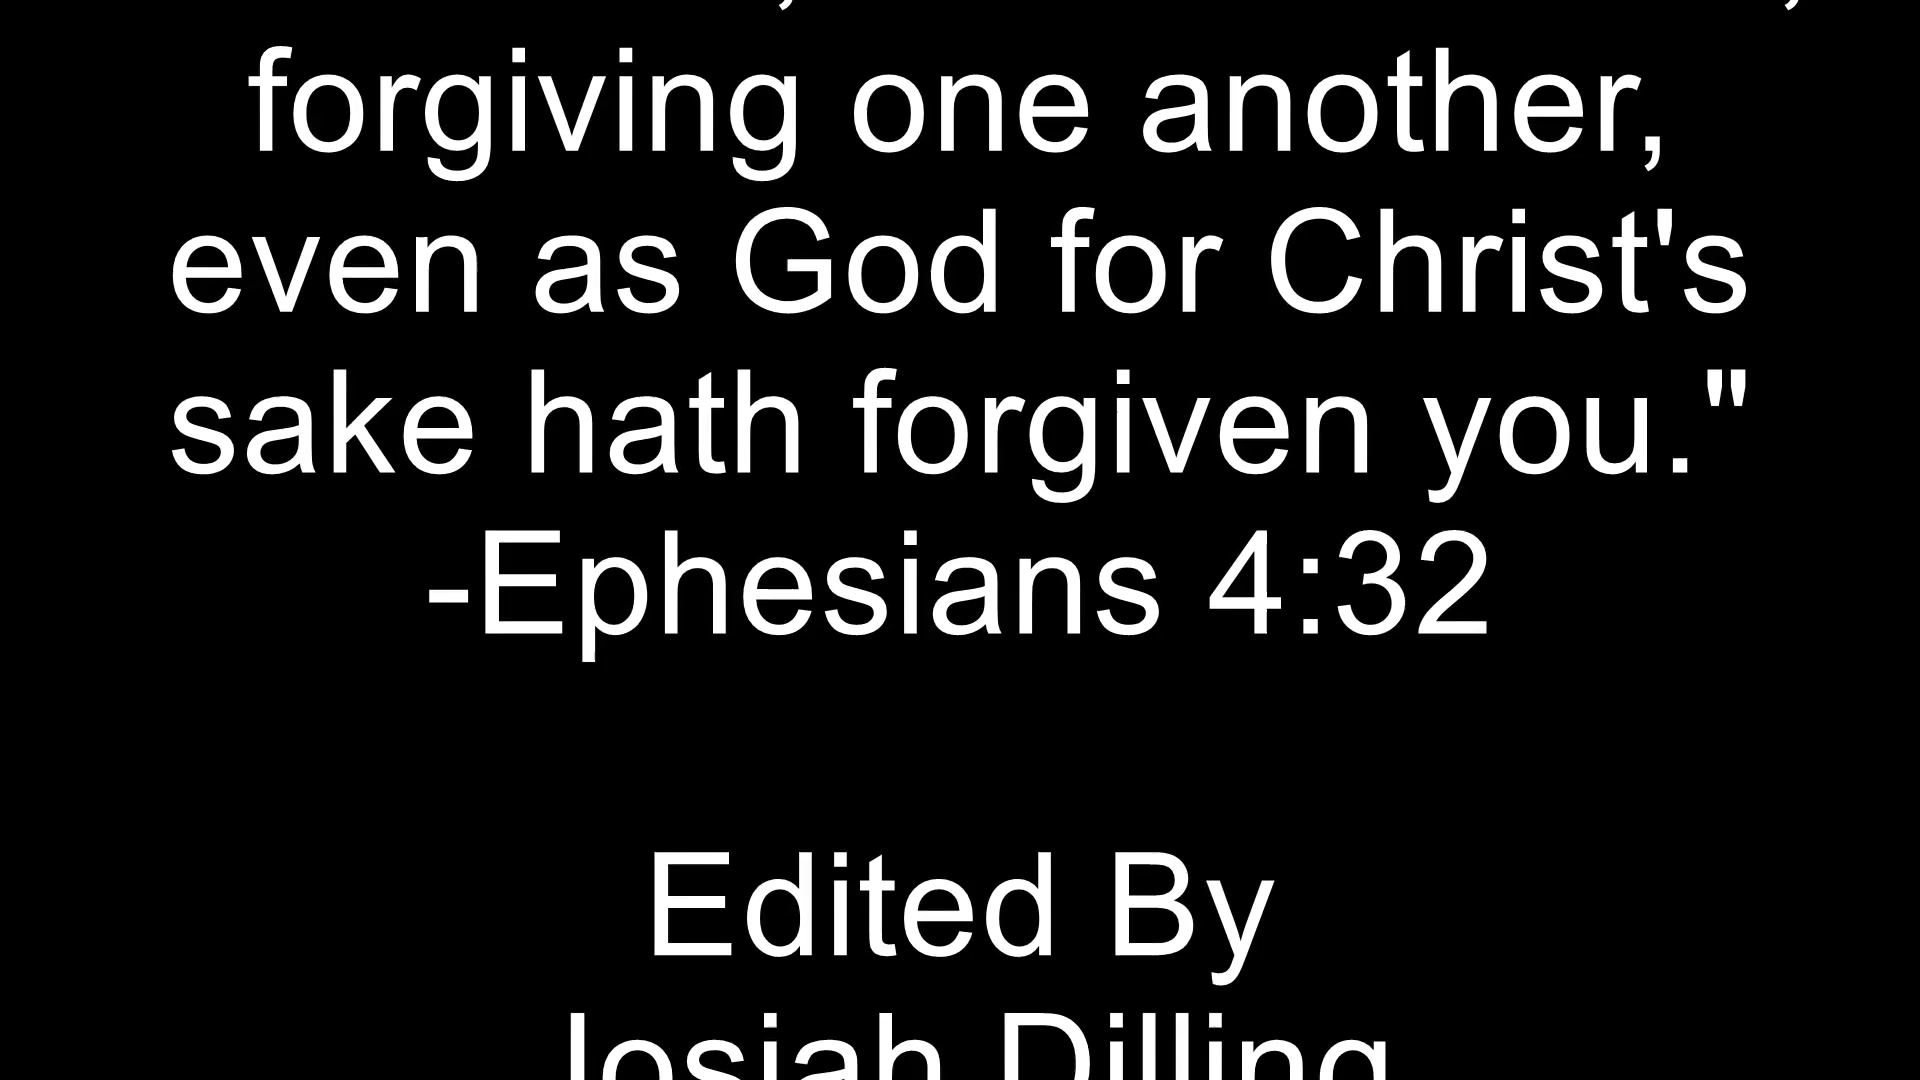 forgiving one another,
even as God for Christ's
sake hath forgiven you."
-Ephesians 4:32
Edited By
Josiah Dilling